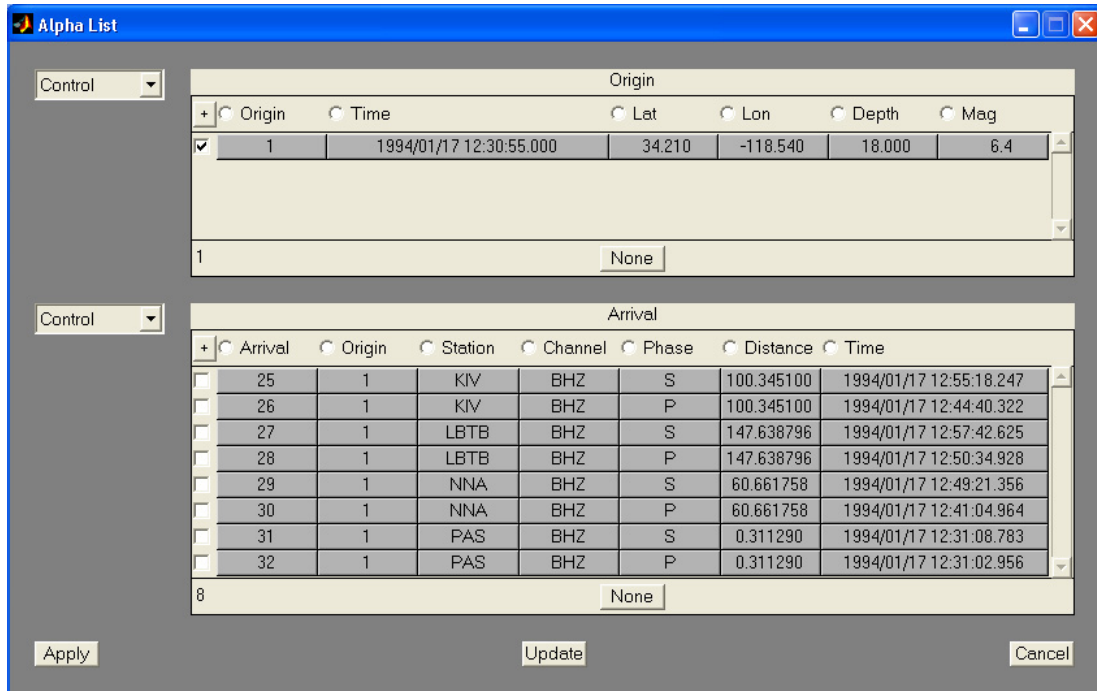 Alpha List
Control
Origin
+ Origin Time Lat Lon Depth Mag
1 1994/01/17 12:30:55.000 34.210 -118.540 18.000 6.4
1 None
Control
Arrival
+ Arrival Origin Station Channel Phase Distance Time
25 1 KIV BHZ S 100.345100 1994/01/17 12:55:18.247
26 1 KIV BHZ P 100.345100 1994/01/17 12:44:40.322
27 1 LBTB BHZ S 147.638796 1994/01/17 12:57:42.625
28 1 LBTB BHZ P 147.638796 1994/01/17 12:50:34.928
29 1 NNA BHZ S 60.661758 1994/01/17 12:49:21.356
30 1 NNA BHZ P 60.661758 1994/01/17 12:41:04.964
31 1 PAS BHZ S 0.311290 1994/01/17 12:31:08.783
32 1 PAS BHZ P 0.311290 1994/01/17 12:31:02.956
8 None
Apply Update Cancel